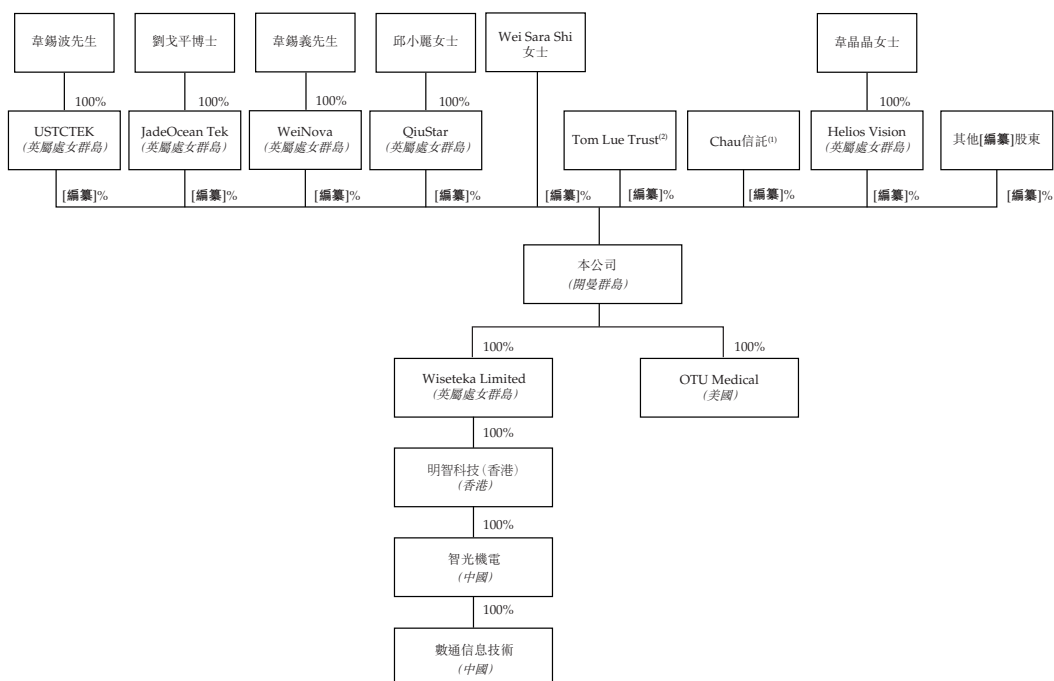 韋錫波先生
劉戈平博士
韋錫義先生
邱小麗女士
Wei Sara Shi
女士
韋晶晶女士
100%
100%
100%
100%
100%
USTCTEK
(英屬處女群島)
JadeOcean Tek
(英屬處女群島)
WeiNova
(英屬處女群島)
QiuStar
(英屬處女群島)
Tom Lue Trust(2)
Chau信託(1)
Helios Vision
(英屬處女群島)
其他[編纂]股東
[編纂]%
[編纂]%
[編纂]%
[編纂]%
[編纂]%
[編纂]%
[編纂]%
[編纂]%
[編纂]%
本公司
(開曼群島)
100%
100%
Wiseteka Limited
(英屬處女群島)
OTU Medical
(美國)
100%
明智科技(香港)
(香港)
100%
智光機電
(中國)
100%
數通信息技術
(中國)